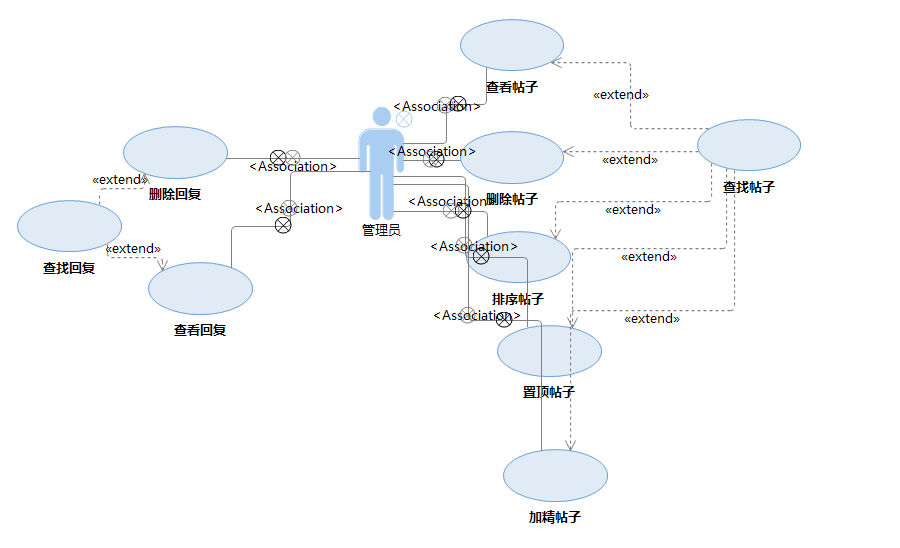 查看帖子
«extend»
<Association>
<Association>
删除帖子
«extend»
查找帖子
<Association>
«extend»
删除回复
<Association>
<Association>
«extend»
管理员
查找回复
«extend»
<Association>
«extend»
排序帖子
查看回复
<Association>
«extend»
置顶帖子
加精帖子